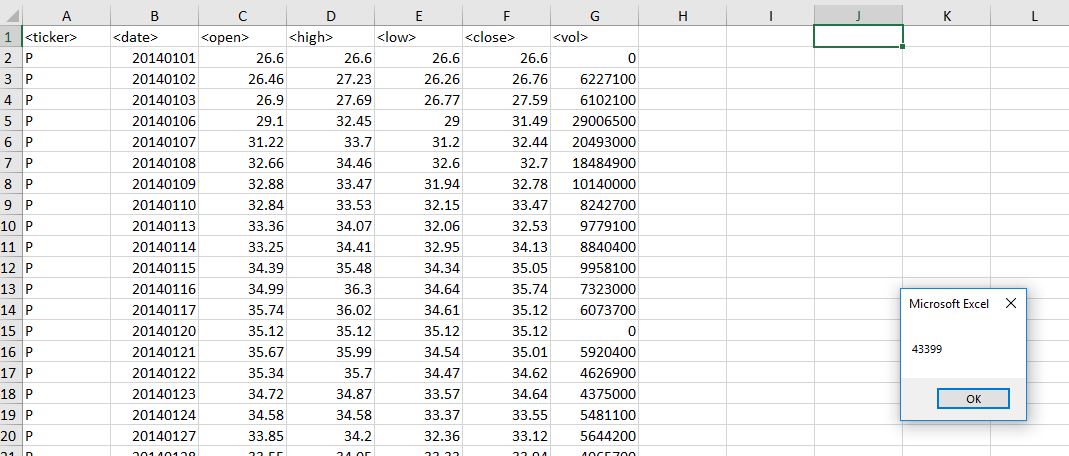 A B C D E F G H I J K L
1 <ticker> <date> <open> <high> <low> <close> <vol>
2 P 20140101 26.6 26.6 26.6 26.6 0
3 P 20140102 26.46 27.23 26.26 26.76 6227100
4 P 20140103 26.9 27.69 26.77 27.59 6102100
5 P 20140106 29.1 32.45 29 31.49 29006500
6 P 20140107 31.22 33.7 31.2 32.44 20493000
7 P 20140108 32.66 34.46 32.6 32.7 18484900
8 P 20140109 32.88 33.47 31.94 32.78 10140000
9 P 20140110 32.84 33.53 32.15 33.47 8242700
10 P 20140113 33.36 34.07 32.06 32.53 9779100
11 P 20140114 33.25 34.41 32.95 34.13 8840400
12 P 20140115 34.39 35.48 34.34 35.05 9958100
13 P 20140116 34.99 36.3 34.64 35.74 7323000
14 P 20140117 35.74 36.02 34.61 35.12 6073700
15 P 20140120 35.12 35.12 35.12 35.12 0
16 P 20140121 35.67 35.99 34.54 35.01 5920400
17 P 20140122 35.34 35.7 34.47 34.62 4626900
18 P 20140123 34.72 34.87 33.57 34.64 4375000
19 P 20140124 34.58 34.58 33.37 33.55 5481100
20 P 20140127 33.85 34.2 32.36 33.12 5644200
21 P 20140128
Microsoft Excel
43399
OK